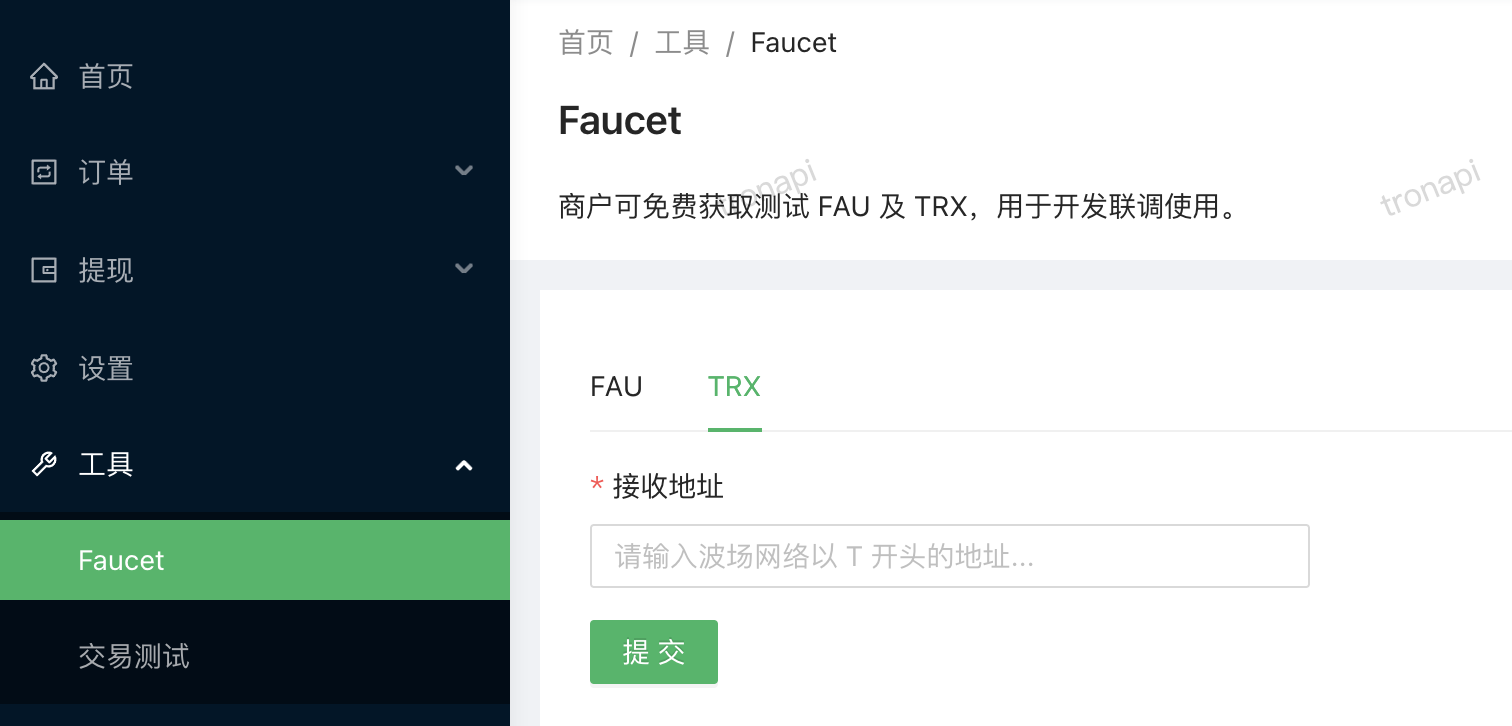 首页
订单
提现
设置
工具
Faucet
交易测试
首页 / 工具 / Faucet
Faucet
tronapi
tronapi
商户可免费获取测试 FAU 及 TRX，用于开发联调使用。
FAU TRX
* 接收地址
请输入波场网络以 T 开头的地址...
提 交